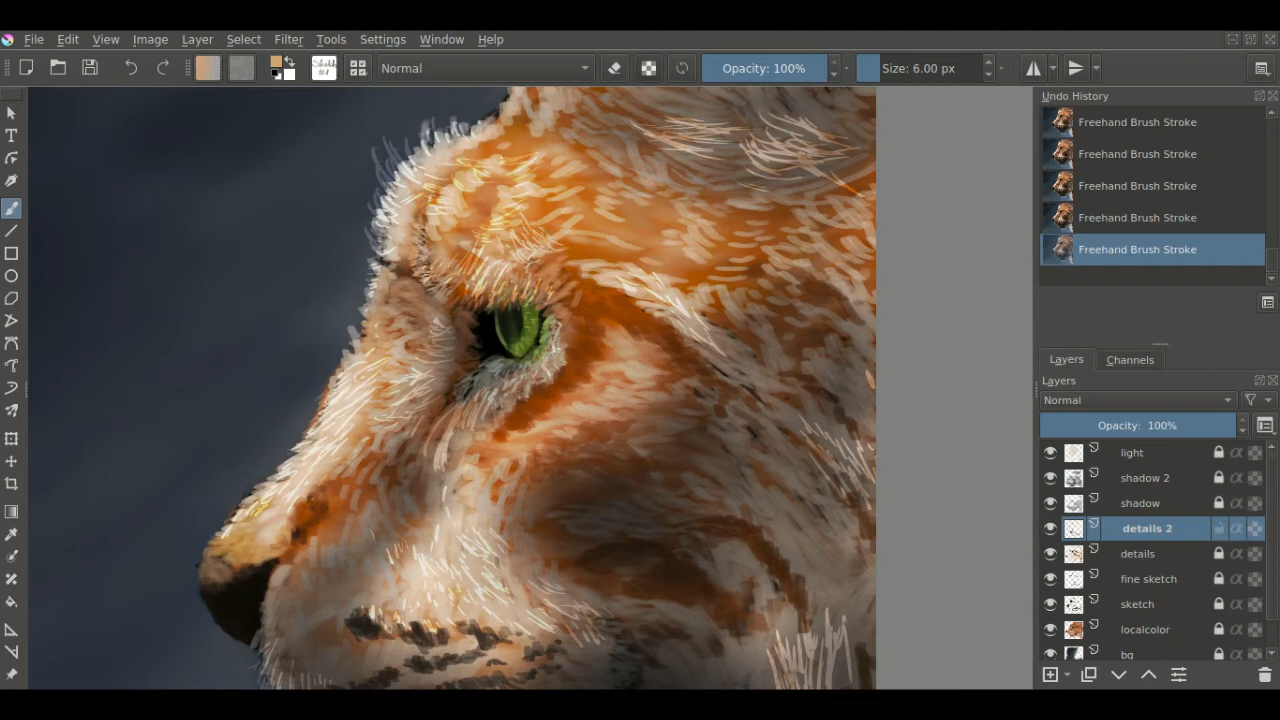 File Edit View Image Layer Select Filter Tools Settings Window Help
Normal Opacity: 100% Size: 6.00 px
Undo History
Freehand Brush Stroke
Freehand Brush Stroke
Freehand Brush Stroke
Freehand Brush Stroke
Freehand Brush Stroke
Layers Channels
Layers
Normal
Opacity: 100%
light
shadow 2
shadow
details 2
details
fine sketch
sketch
localcolor
bg